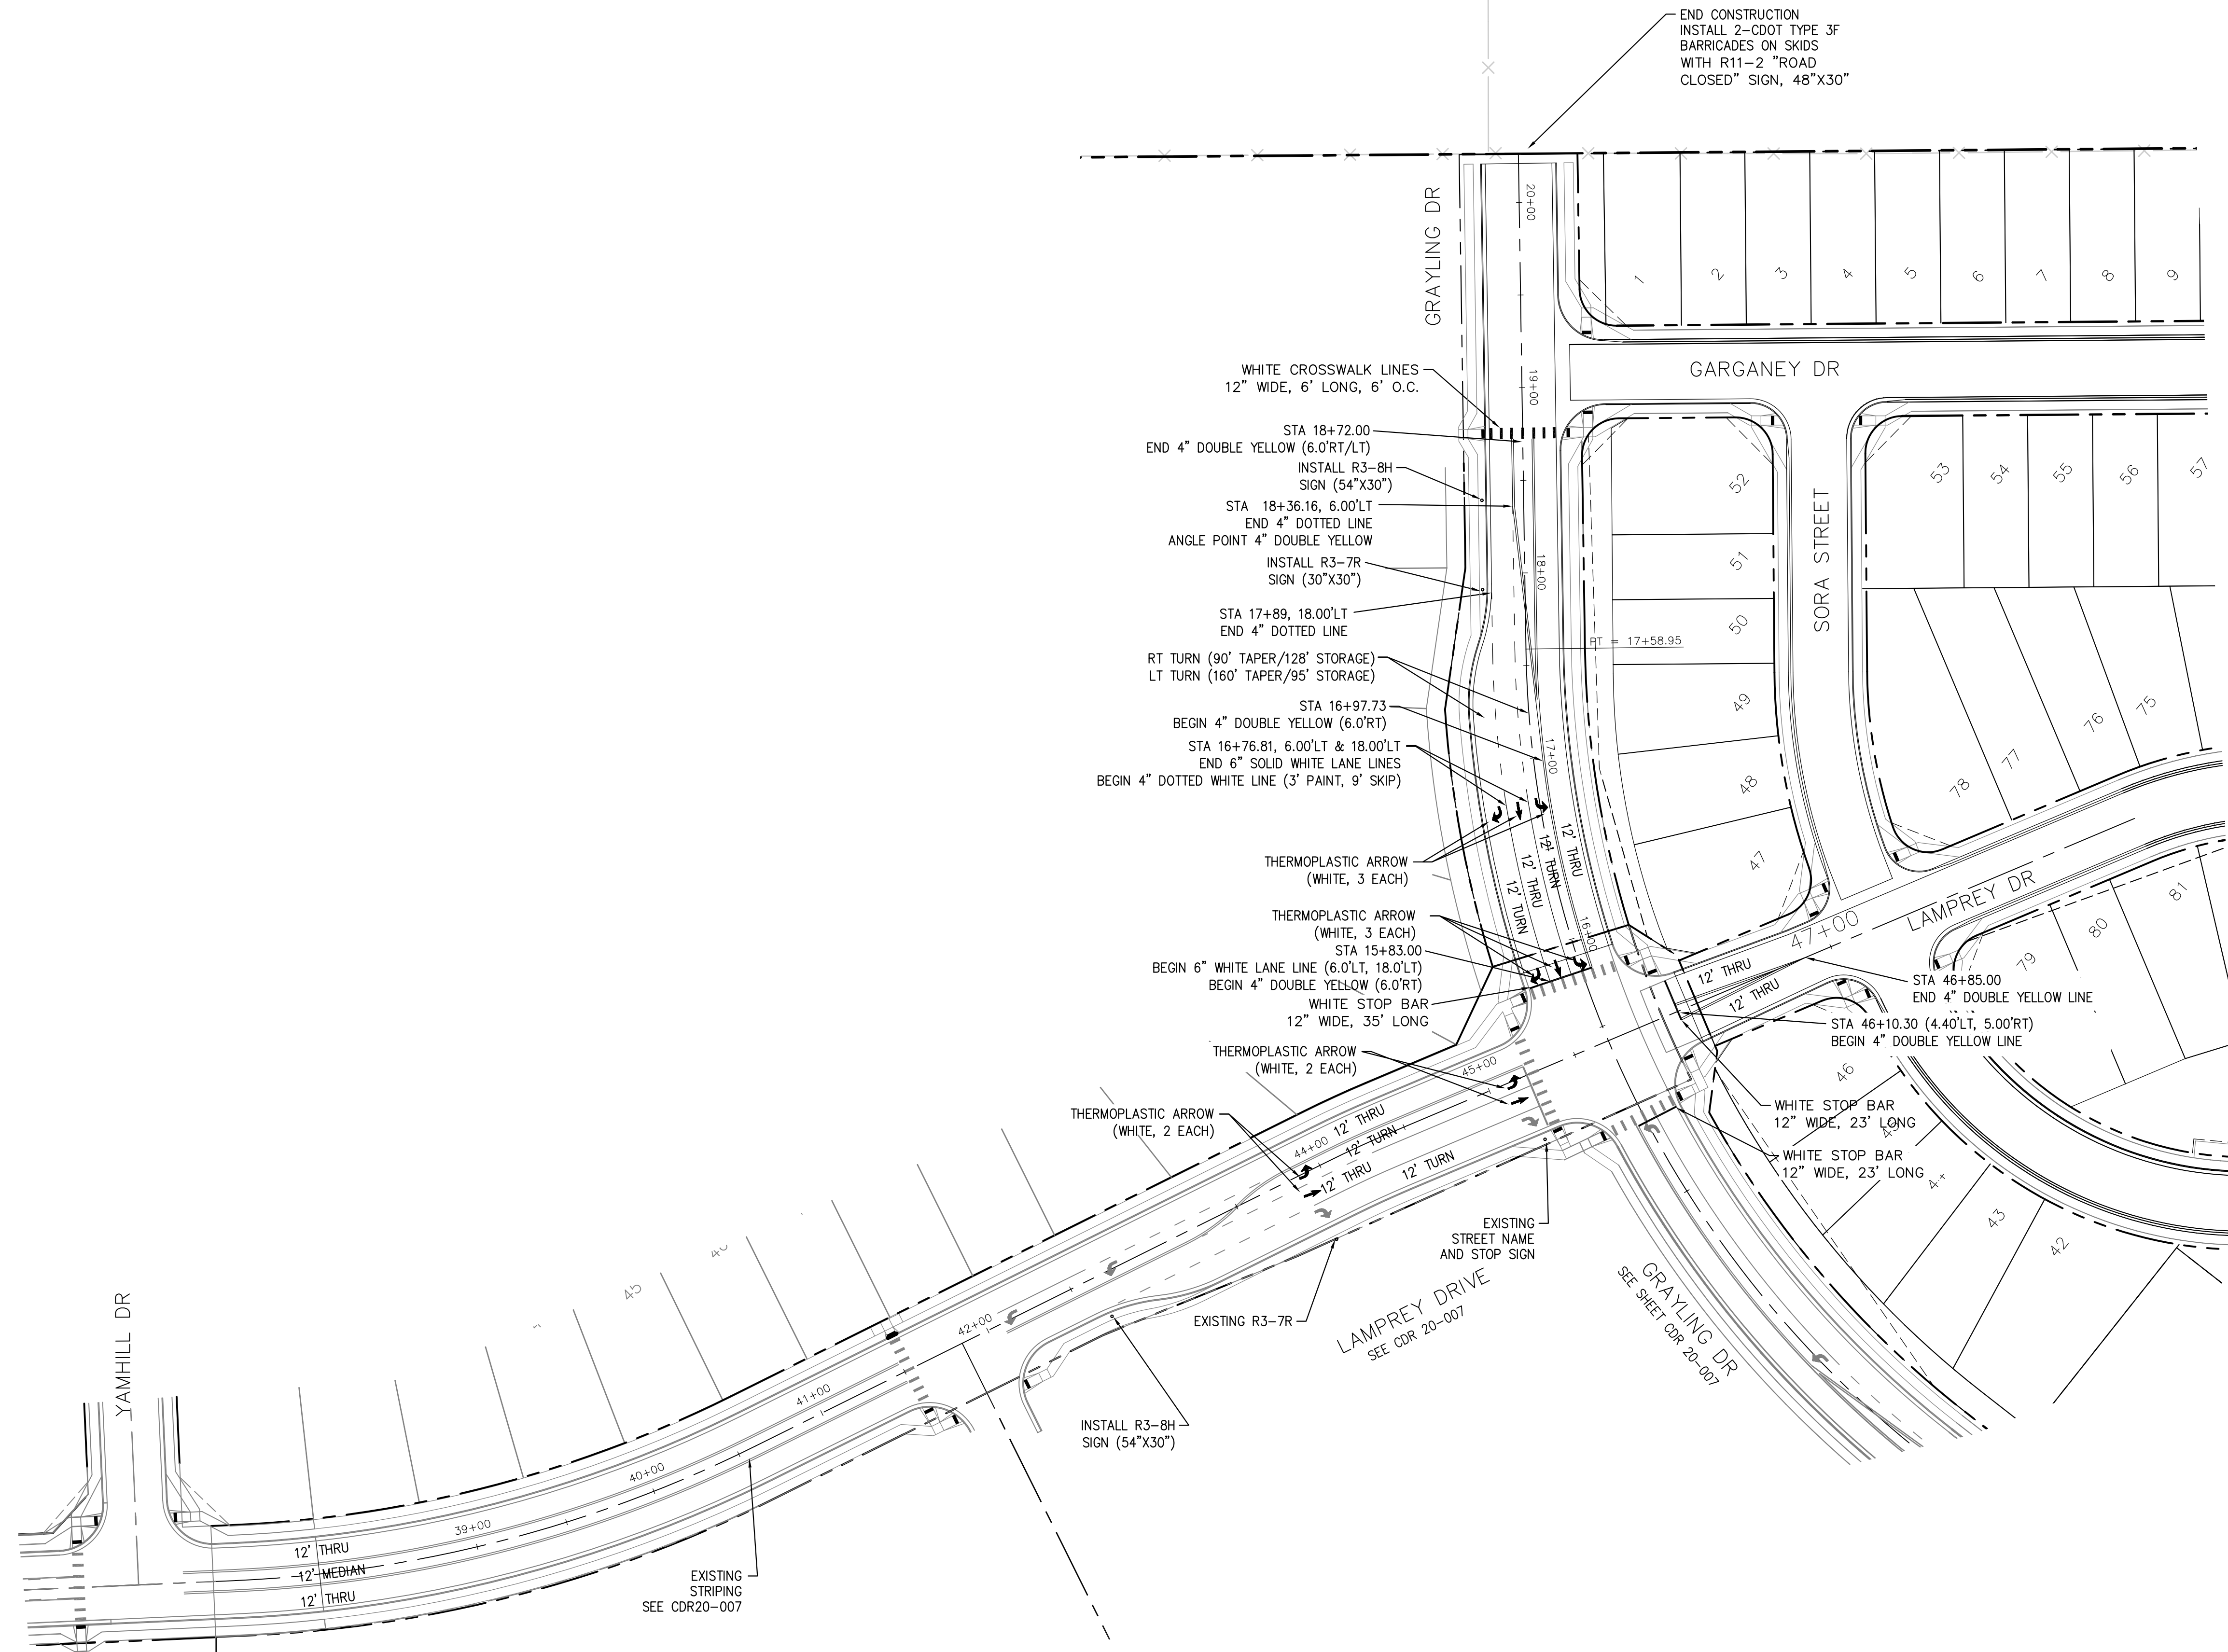 END CONSTRUCTION
INSTALL 2-CDOT TYPE 3F
BARRICADES ON SKIDS
WITH R11-2 "ROAD
CLOSED" SIGN, 48"X30"
GRAYLING DR
20+00
1
2
3
4
5
6
7
8
9
GARGANEY DR
WHITE CROSSWALK LINES
12" WIDE, 6' LONG, 6' O.C.
19+00
STA 18+72.00
END 4" DOUBLE YELLOW (6.0'RT/LT)
INSTALL R3-8H
SIGN (54"X30")
STA 18+36.16, 6.00'LT
END 4" DOTTED LINE
ANGLE POINT 4" DOUBLE YELLOW
INSTALL R3-7R
SIGN (30"X30")
18+00
STA 17+89, 18.00'LT
END 4" DOTTED LINE
PT = 17+58.95
RT TURN (90' TAPER/128' STORAGE)
LT TURN (160' TAPER/95' STORAGE)
STA 16+97.73
BEGIN 4" DOUBLE YELLOW (6.0'RT)
17+00
STA 16+76.81, 6.00'LT & 18.00'LT
END 6" SOLID WHITE LANE LINES
BEGIN 4" DOTTED WHITE LINE (3' PAINT, 9' SKIP)
52
51
50
49
48
47
SORA STREET
53
54
55
56
57
78
77
76
75
THERMOPLASTIC ARROW
(WHITE, 3 EACH)
12' TURN
12' THRU
12' TURN
12' THRU
16+00
THERMOPLASTIC ARROW
(WHITE, 3 EACH)
STA 15+83.00
BEGIN 6" WHITE LANE LINE (6.0'LT, 18.0'LT)
BEGIN 4" DOUBLE YELLOW (6.0'RT)
WHITE STOP BAR
12" WIDE, 35' LONG
47+00
LAMPREY DR
12' THRU
12' THRU
79
80
81
STA 46+85.00
END 4" DOUBLE YELLOW LINE
STA 46+10.30 (4.40'LT, 5.00'RT)
BEGIN 4" DOUBLE YELLOW LINE
THERMOPLASTIC ARROW
(WHITE, 2 EACH)
45+00
46
WHITE STOP BAR
12" WIDE, 23' LONG
WHITE STOP BAR
12" WIDE, 23' LONG
43
42
THERMOPLASTIC ARROW
(WHITE, 2 EACH)
44+00
12' THRU
12' TURN
12' THRU
12' TURN
EXISTING
STREET NAME
AND STOP SIGN
EXISTING R3-7R
LAMPREY DRIVE
SEE CDR 20-007
GRAYLING DR
SEE SHEET CDR 20-007
42+00
INSTALL R3-8H
SIGN (54"X30")
45
YAMHILL DR
41+00
40+00
39+00
12' THRU
12' MEDIAN
12' THRU
EXISTING
STRIPING
SEE CDR20-007